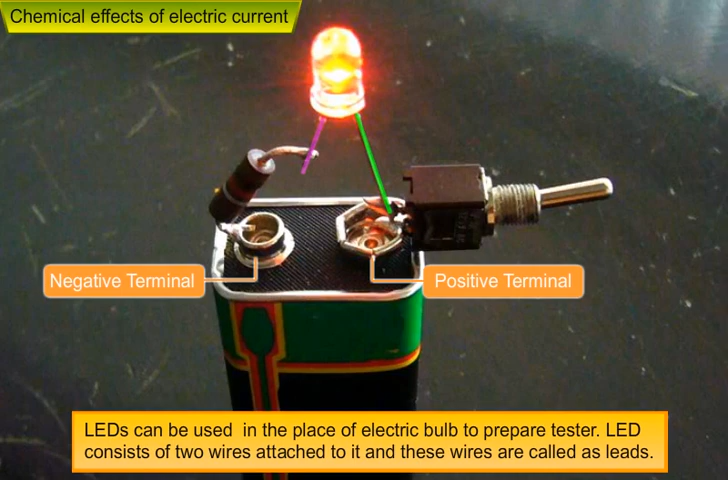 Chemical effects of electric current
Negative Terminal
Positive Terminal
LEDs can be used in the place of electric bulb to prepare tester. LED
consists of two wires attached to it and these wires are called as leads.